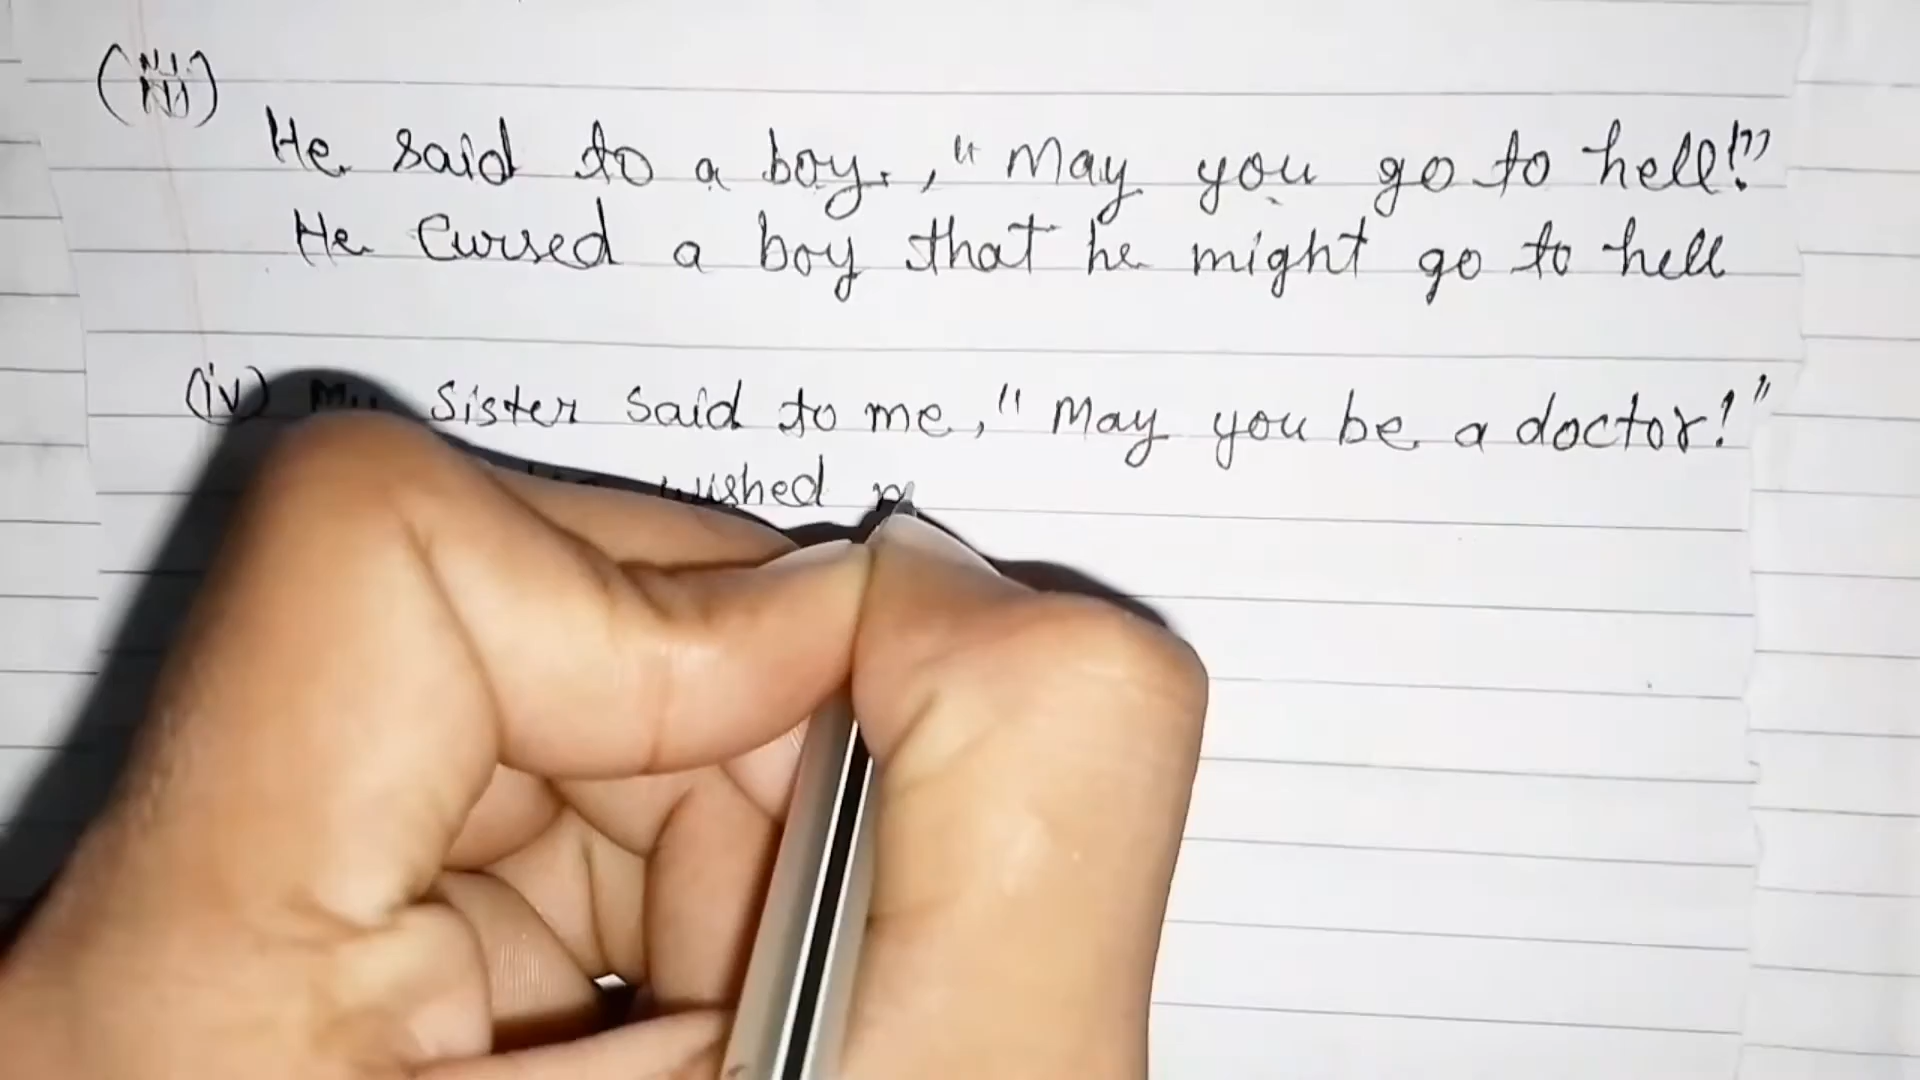 (iii)
He said to a boy, "May you go to hell!"
He Cursed a boy that he might go to hell
(iv) My sister said to me, "May you be a doctor!"
wished